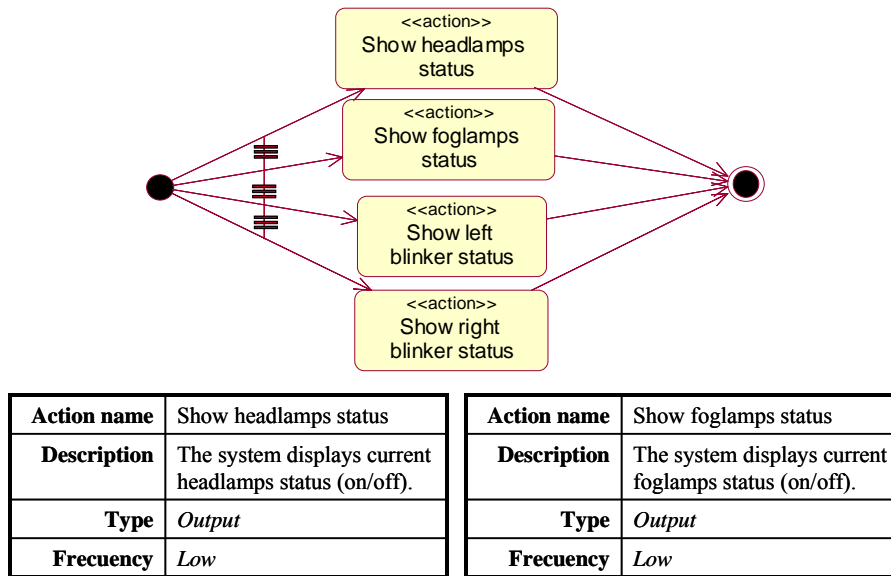 <<action>>
Show headlamps
status
<<action>>
Show foglamps
status
<<action>>
Show left
blinker status
<<action>>
Show right
blinker status
Action name Show headlamps status
Description The system displays current
headlamps status (on/off).
Type Output
Frecuency Low
Action name Show foglamps status
Description The system displays current
foglamps status (on/off).
Type Output
Frecuency Low